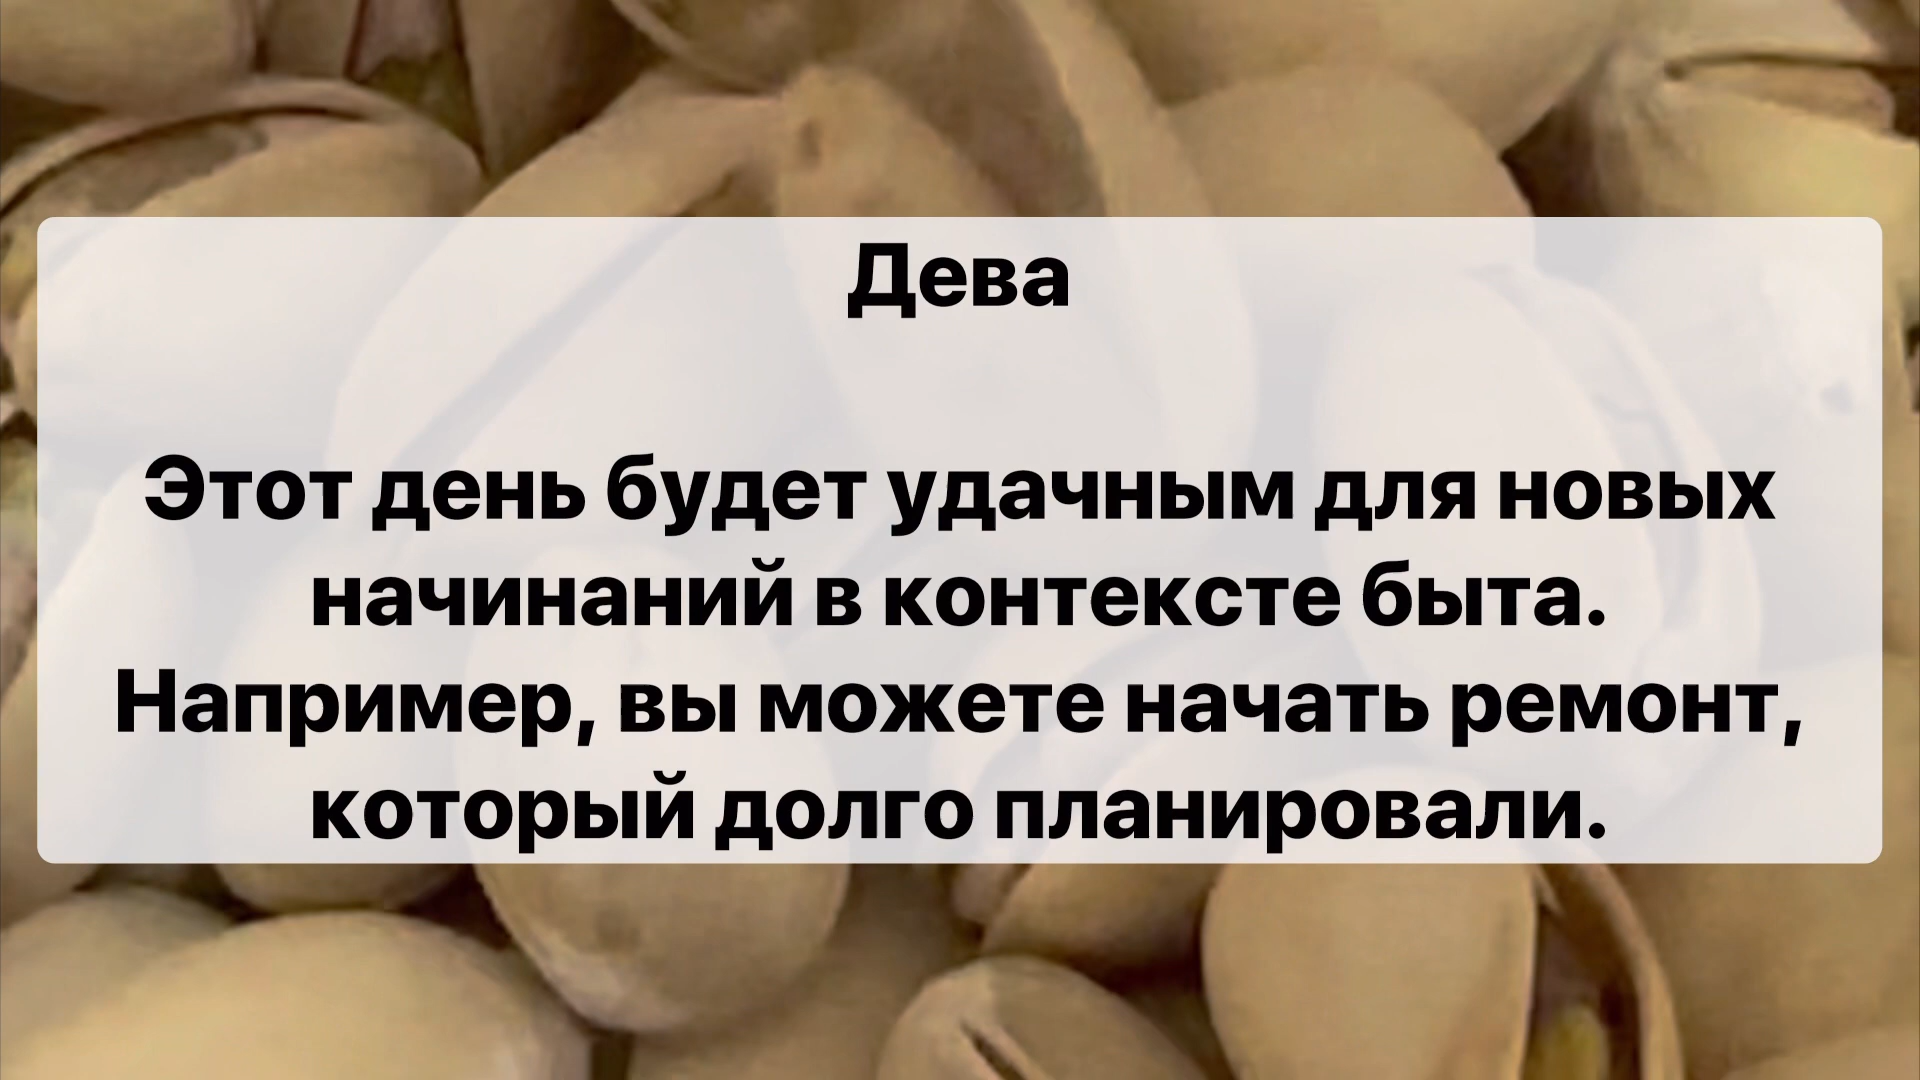 Дева
Этот день будет удачным для новых
начинаний в контексте быта.
Например, вы можете начать ремонт,
который долго планировали.